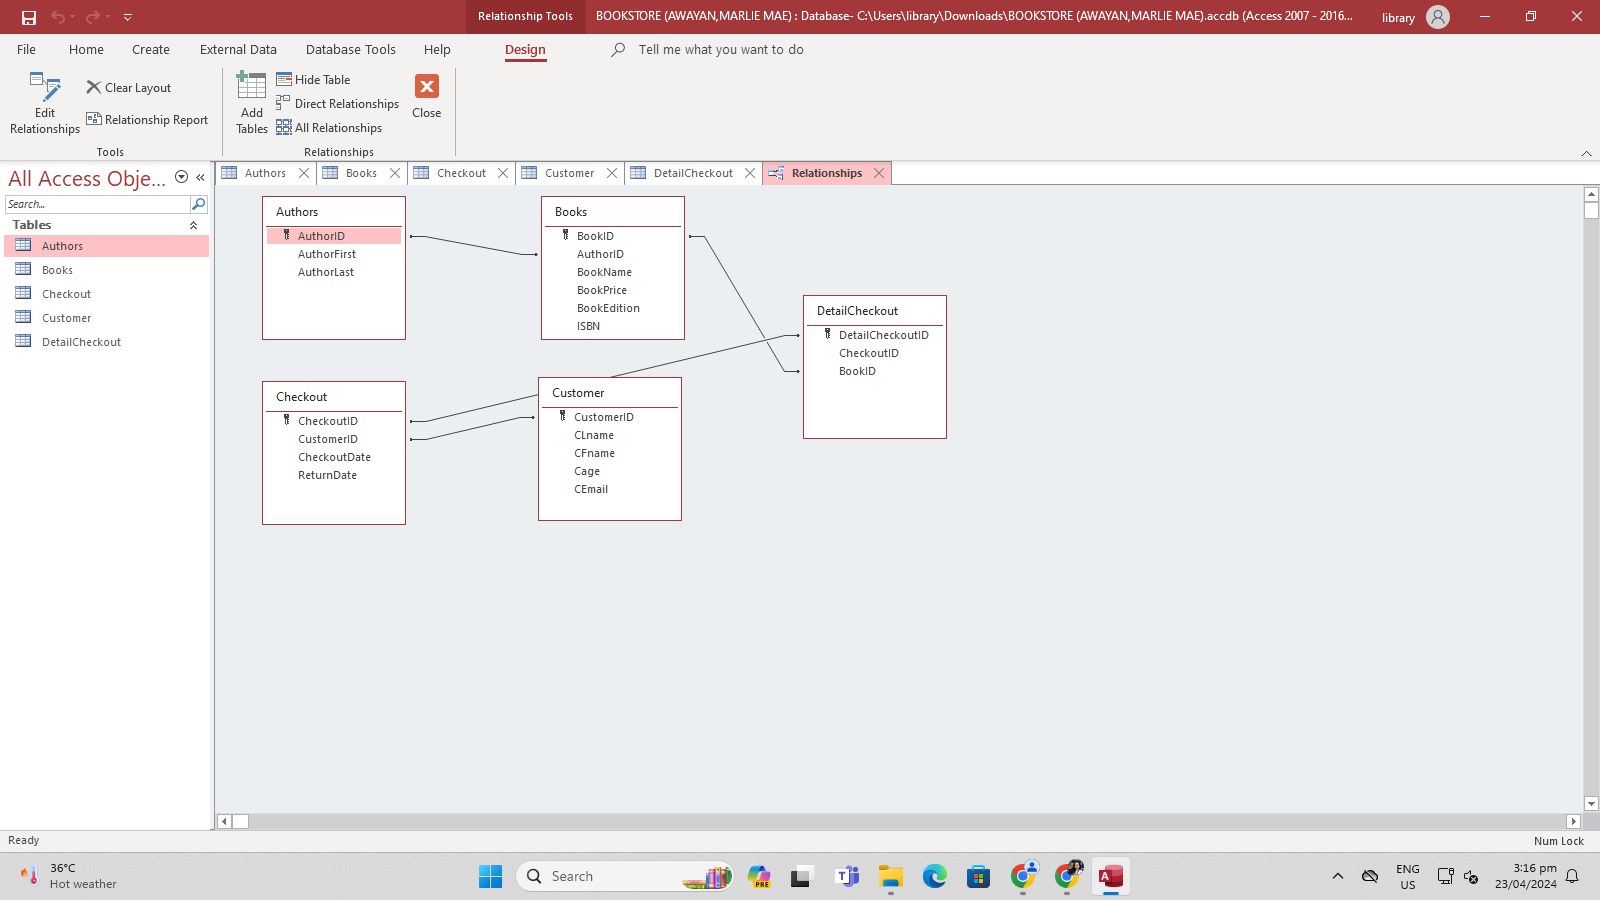 Relationship Tools
BOOKSTORE (AWAYAN,MARLIE MAE) : Database- C:\Users\library\Downloads\BOOKSTORE (AWAYAN,MARLIE MAE).accdb (Access 2007 - 2016...
library
File Home Create External Data Database Tools Help Design Tell me what you want to do
Edit Relationships
Clear Layout
Relationship Report
Tools
Add Tables
Hide Table
Direct Relationships
All Relationships
Relationships
Close
All Access Obje...
Search...
Tables
Authors
Books
Checkout
Customer
DetailCheckout
Authors Books Checkout Customer DetailCheckout Relationships
Authors
AuthorID
AuthorFirst
AuthorLast
Books
BookID
AuthorID
BookName
BookPrice
BookEdition
ISBN
DetailCheckout
DetailCheckoutID
CheckoutID
BookID
Checkout
CheckoutID
CustomerID
CheckoutDate
ReturnDate
Customer
CustomerID
CLname
CFname
Cage
CEmail
Ready
Num Lock
36°C
Hot weather
Search
PRE
A
ENG
US
3:16 pm
23/04/2024